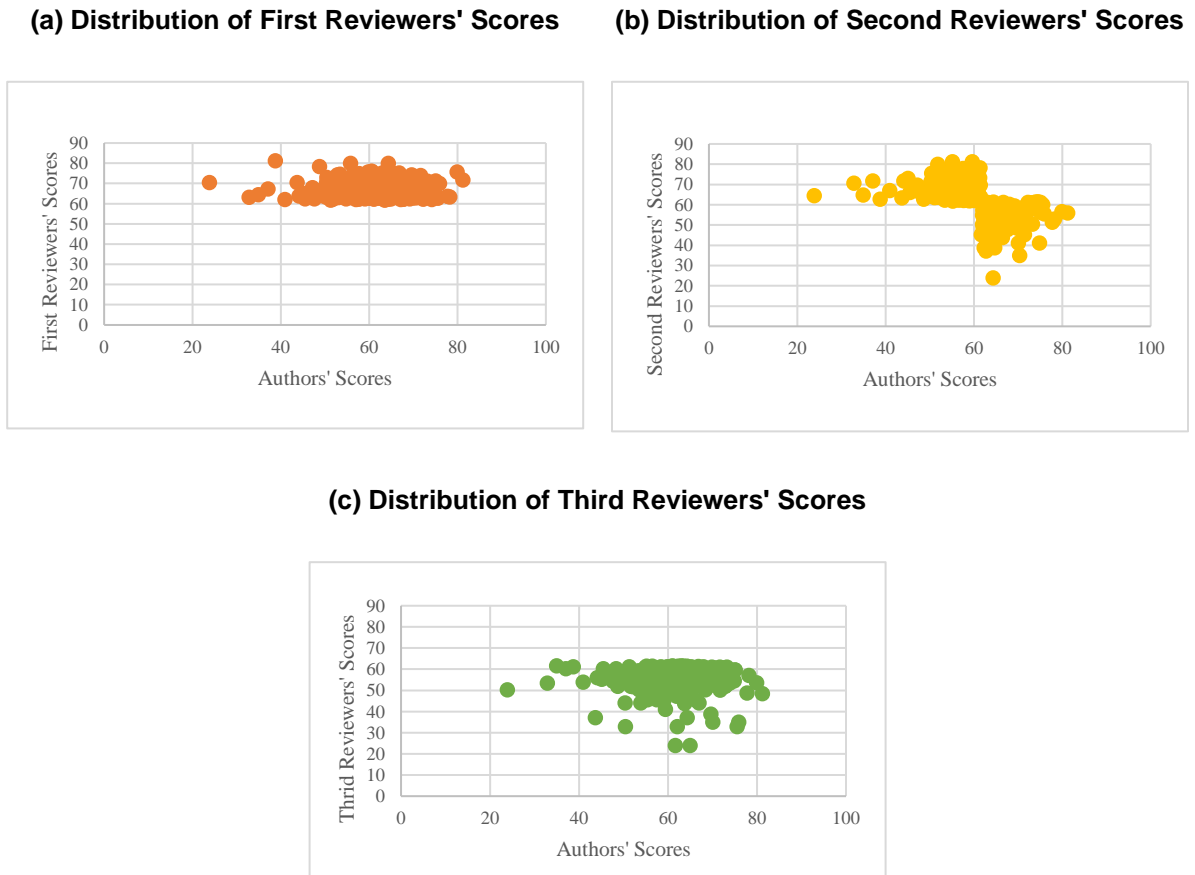 (a) Distribution of First Reviewers' Scores
(b) Distribution of Second Reviewers' Scores
First Reviewers' Scores
90
80
70
60
50
40
30
20
10
0
0 20 40 60 80 100
Authors' Scores
Second Reviewers' Scores
90
80
70
60
50
40
30
20
10
0
0 20 40 60 80 100
Authors' Scores
(c) Distribution of Third Reviewers' Scores
Thrid Reviewers' Scores
90
80
70
60
50
40
30
20
10
0
0 20 40 60 80 100
Authors' Scores